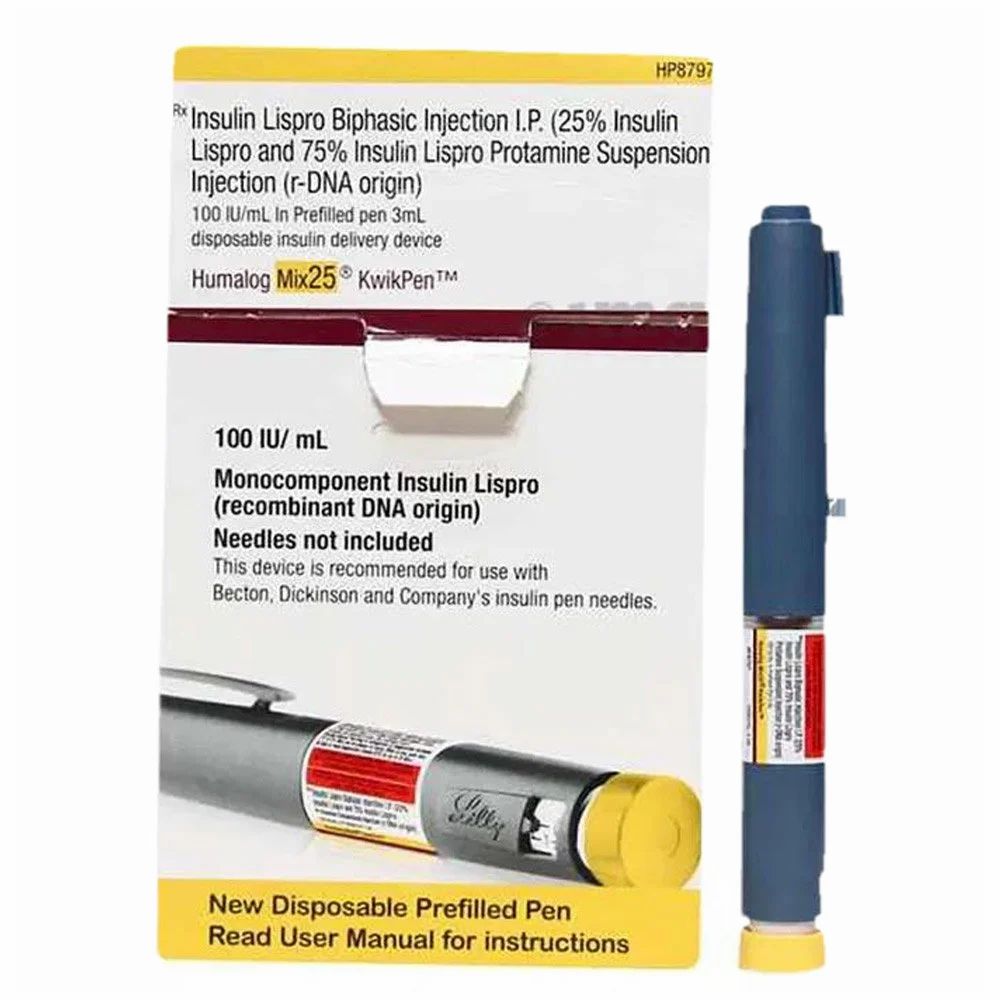 HP8797
Rx Insulin Lispro Biphasic Injection I.P. (25% Insulin
Lispro and 75% Insulin Lispro Protamine Suspension
Injection (r-DNA origin)
100 IU/mL In Prefilled pen 3mL
disposable insulin delivery device
Humalog Mix25® KwikPen™
100 IU/ mL
Monocomponent Insulin Lispro
(recombinant DNA origin)
Needles not included
This device is recommended for use with
Becton, Dickinson and Company's insulin pen needles.
Lilly
New Disposable Prefilled Pen
Read User Manual for instructions